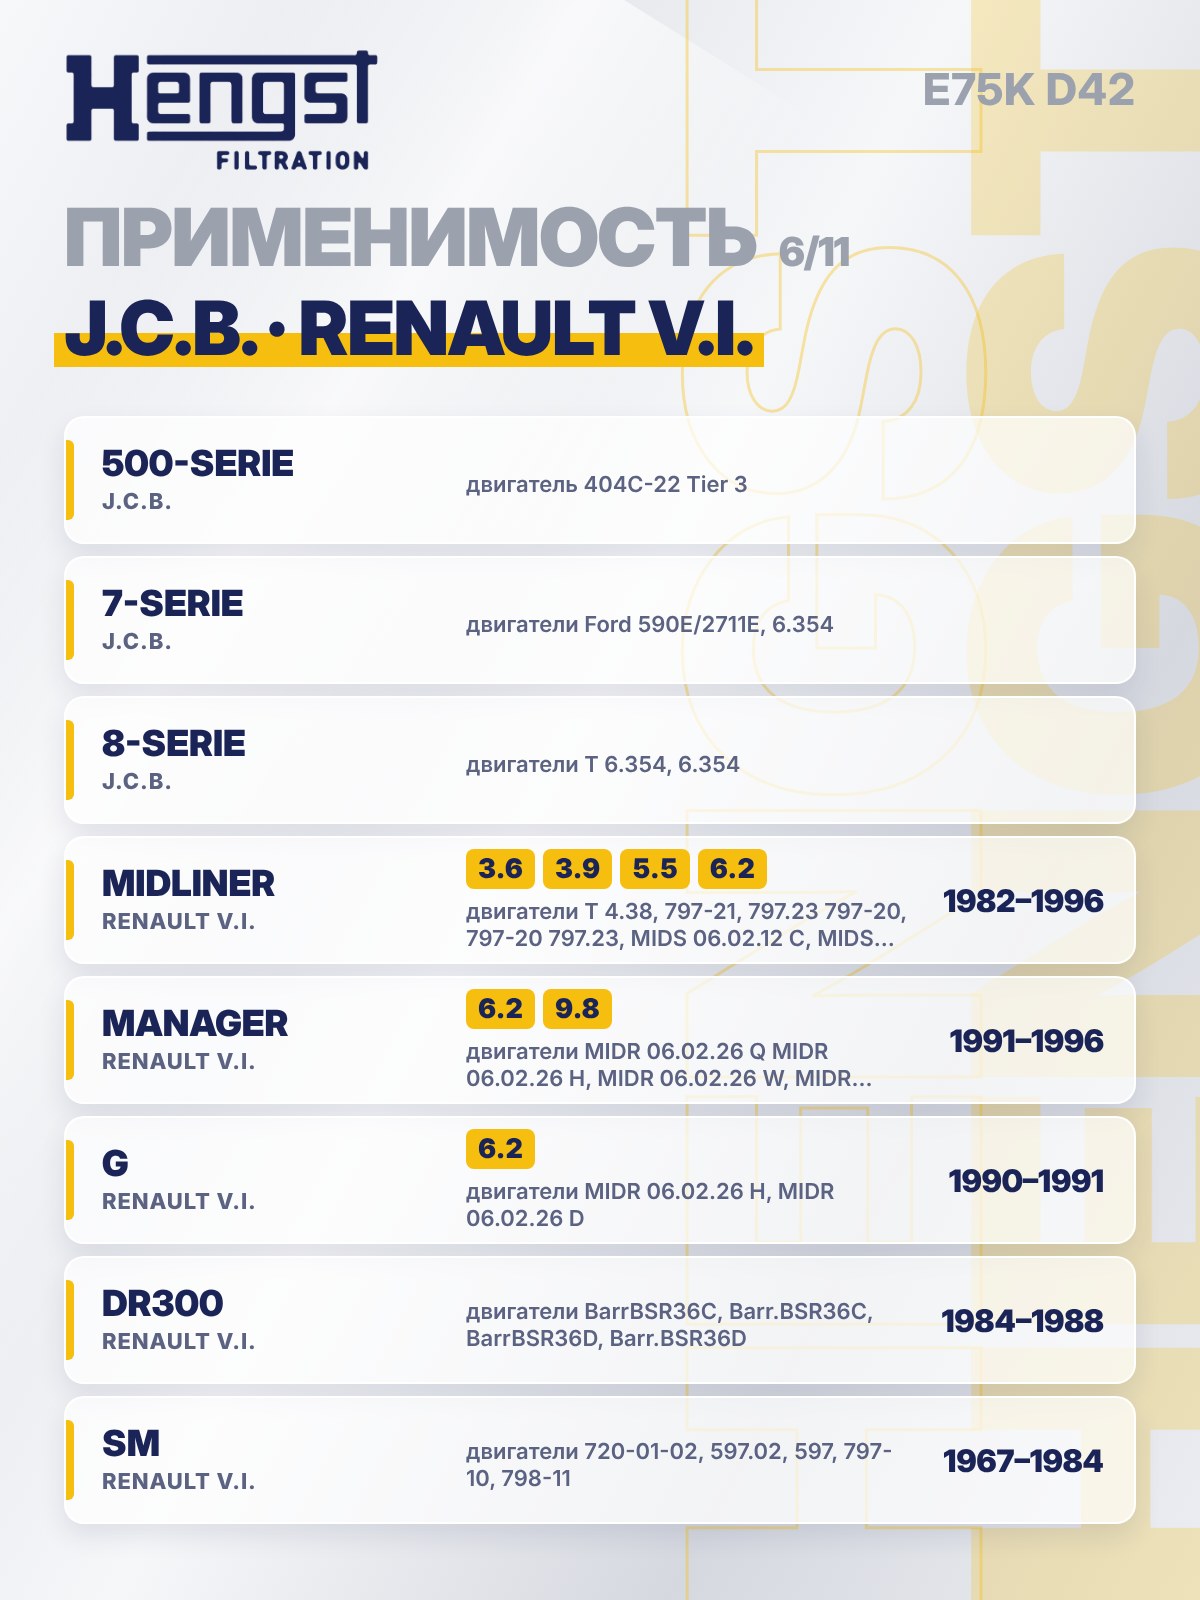 Hengst
FILTRATION
E75K D42
ПРИМЕНИМОСТЬ 6/11
J.C.B. · RENAULT V.I.
500-SERIE
J.C.B.
двигатель 404C-22 Tier 3
7-SERIE
J.C.B.
двигатели Ford 590E/2711E, 6.354
8-SERIE
J.C.B.
двигатели T 6.354, 6.354
MIDLINER
RENAULT V.I.
3.6 3.9 5.5 6.2
двигатели T 4.38, 797-21, 797.23 797-20,
797-20 797.23, MIDS 06.02.12 C, MIDS...
1982–1996
MANAGER
RENAULT V.I.
6.2 9.8
двигатели MIDR 06.02.26 Q MIDR
06.02.26 H, MIDR 06.02.26 W, MIDR...
1991–1996
G
RENAULT V.I.
6.2
двигатели MIDR 06.02.26 H, MIDR
06.02.26 D
1990–1991
DR300
RENAULT V.I.
двигатели BarrBSR36C, Barr.BSR36C,
BarrBSR36D, Barr.BSR36D
1984–1988
SM
RENAULT V.I.
двигатели 720-01-02, 597.02, 597, 797-
10, 798-11
1967–1984
HENGST
HENGST